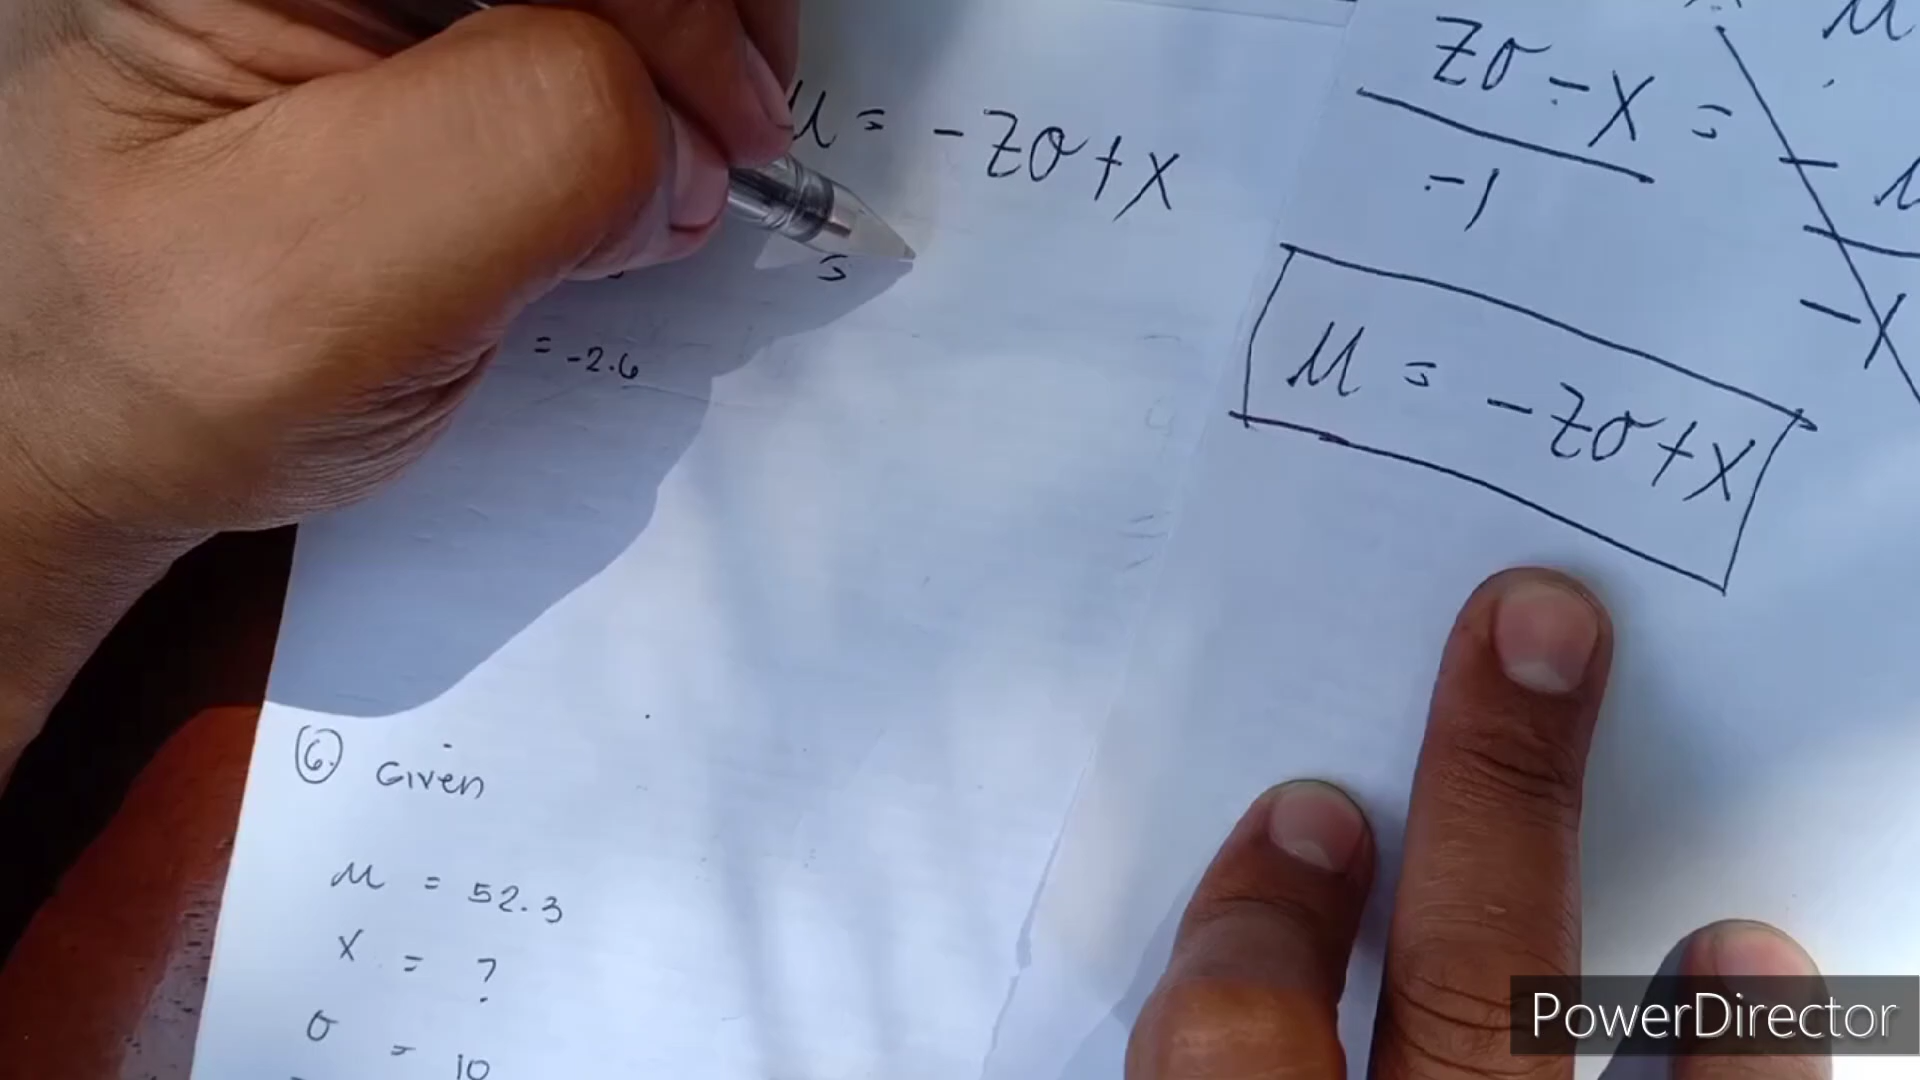 μ = -Zσ+X
=
= -2.6
6. Given
μ = 52.3
X = ?
σ = 10
Zσ - X = - μ
-1
μ = -Zσ+X
PowerDirector